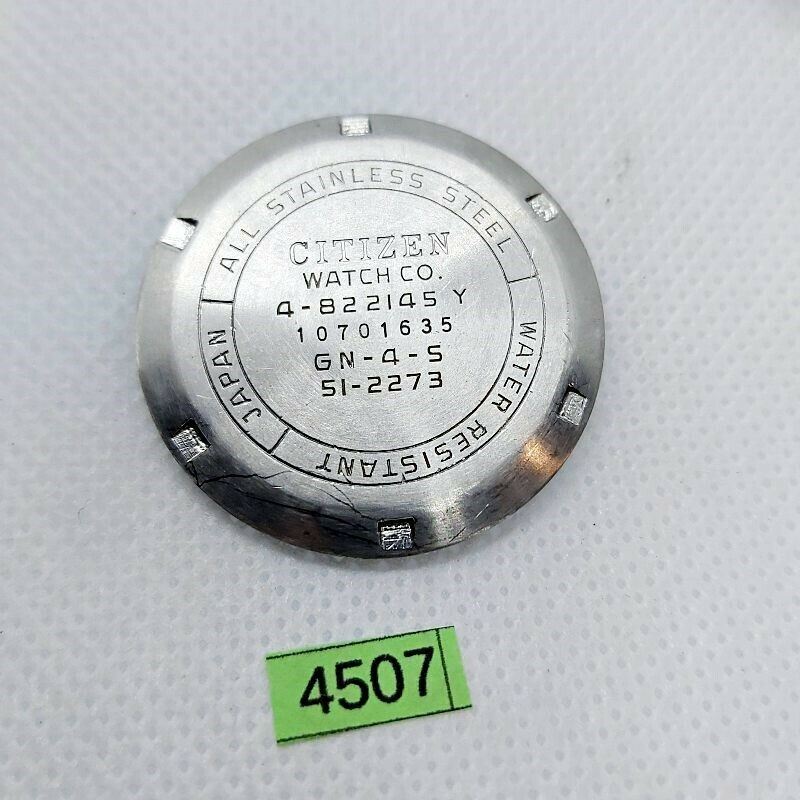 ALL STAINLESS STEEL
WATER RESISTANT
JAPAN
CITIZEN
WATCH CO.
4-822145 Y
10701635
GN-4-S
51-2273
4507